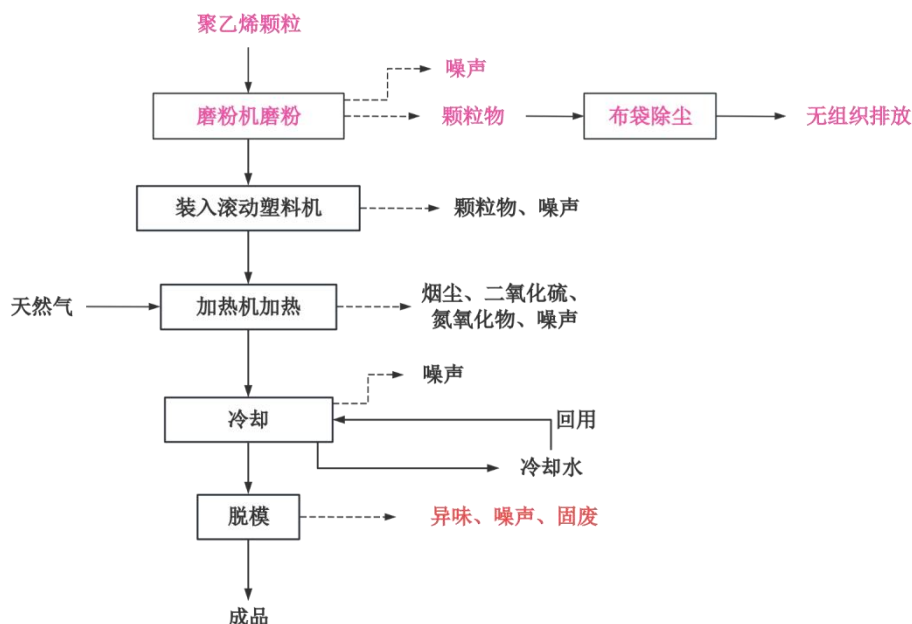 聚乙烯颗粒
噪声
磨粉机磨粉
颗粒物
布袋除尘
无组织排放
装入滚动塑料机
颗粒物、噪声
天然气
加热机加热
烟尘、二氧化硫、
氮氧化物、噪声
噪声
冷却
回用
冷却水
脱模
异味、噪声、固废
成品